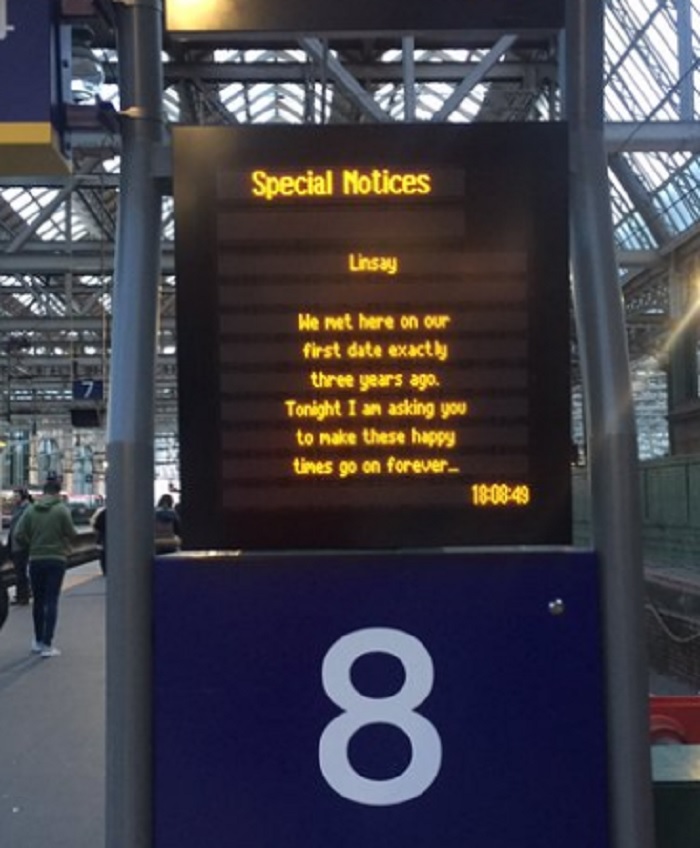 Special Notices
Linsay
We met here on our
first date exactly
three years ago.
Tonight I am asking you
to make these happy
times go on forever...
18:08:49
7
8